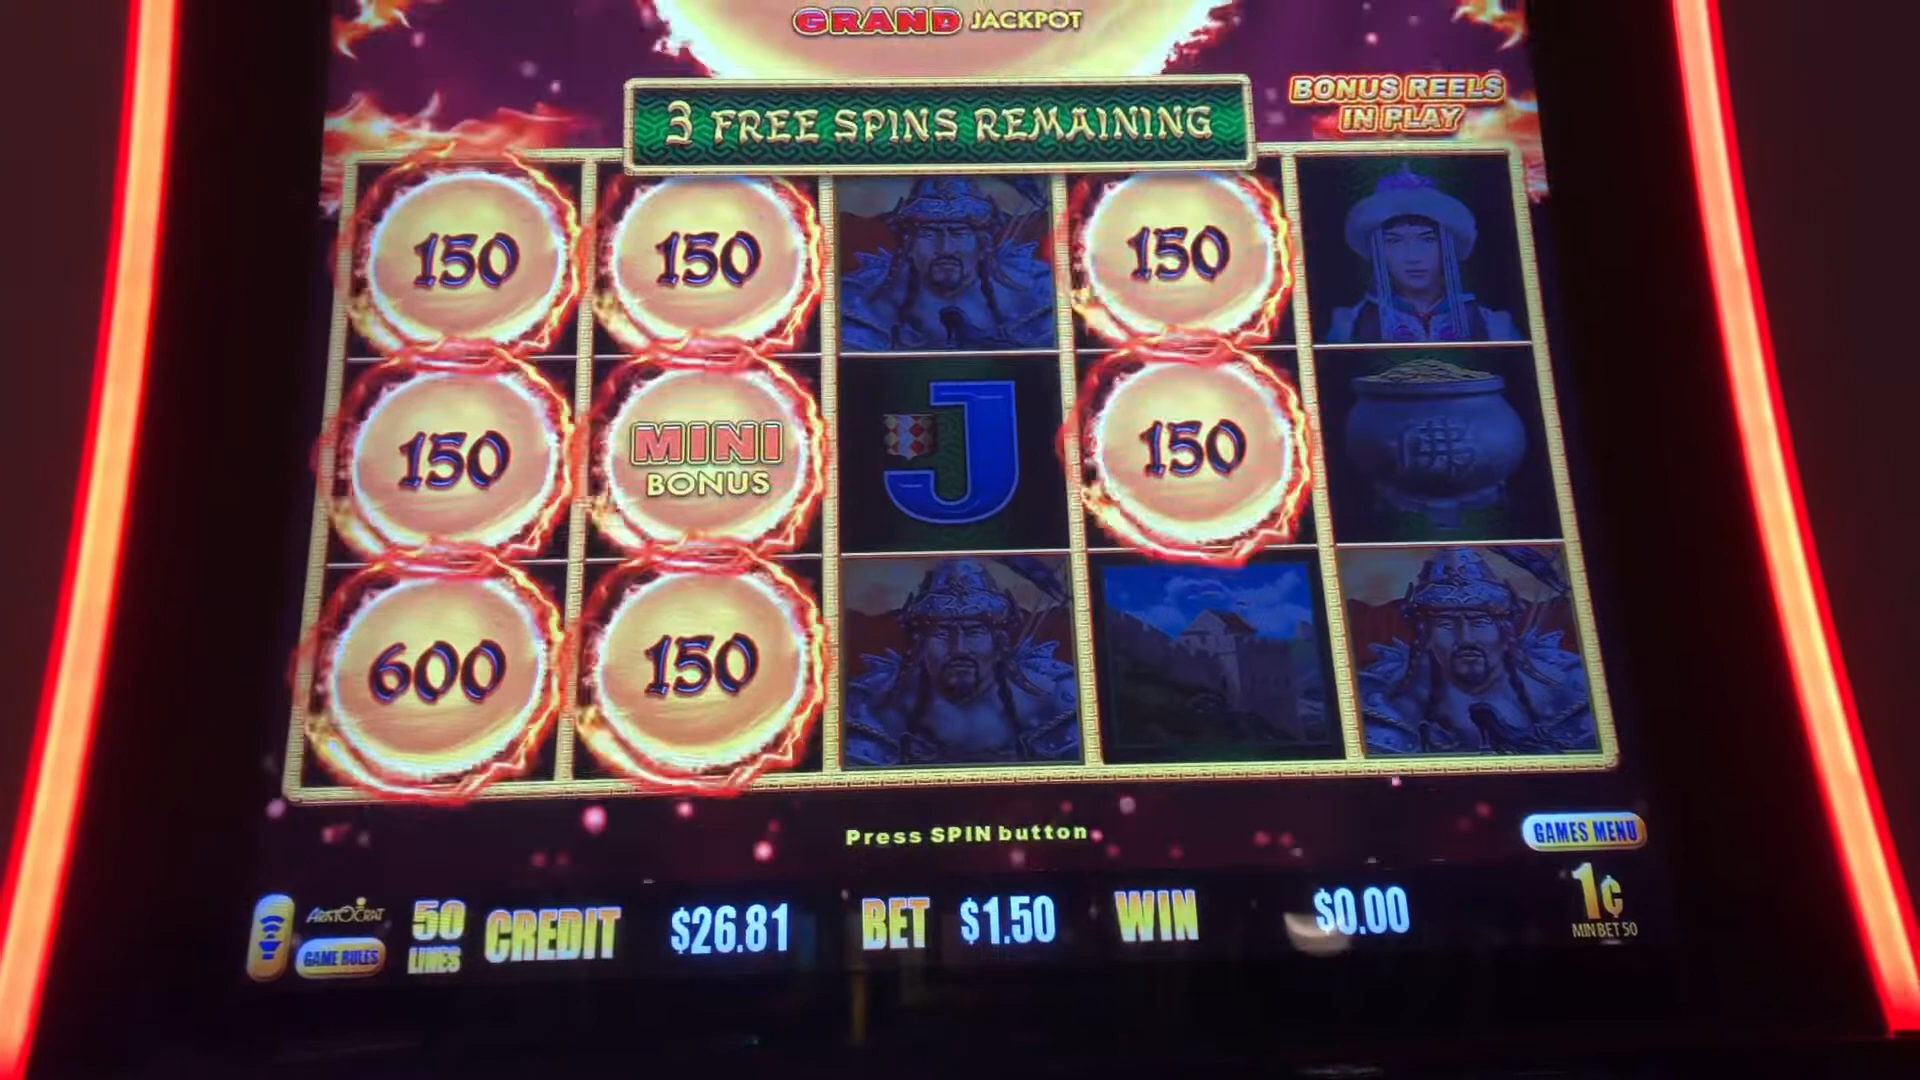 GRAND JACKPOT
BONUS REELS
IN PLAY
3 FREE SPINS REMAINING
150
150
150
150
MINI
BONUS
J
150
600
150
Press SPIN button
GAMES MENU
ARISTOCRAT
GAME RULES
50
LINES
CREDIT $26.81
BET $1.50
WIN $0.00
1¢
MIN BET 50